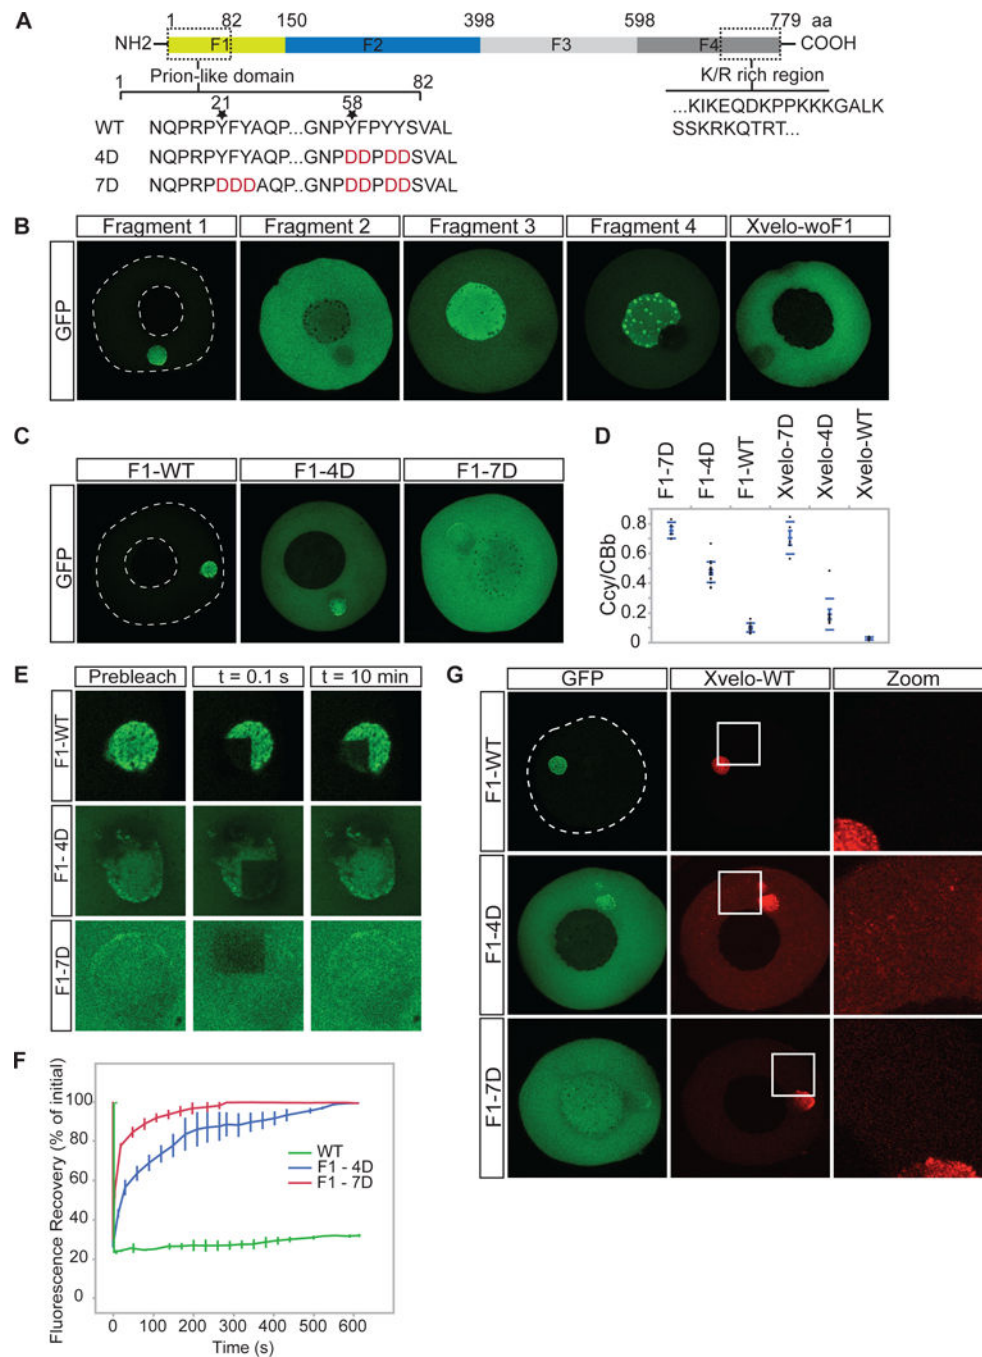 A
1 82 150 398 598 779 aa
NH2 F1 F2 F3 F4 COOH
Prion-like domain K/R rich region
1 82
21 58
...KIKEQDKPPKKKGALK
SSKRKQTRT...
WT NQPRPYFYAQP...GNPYFPYYSVAL
4D NQPRPYFYAQP...GNPDDPDDSVAL
7D NQPRPDDDAQP..GNPDDPDDSVAL
B
Fragment 1 Fragment 2 Fragment 3 Fragment 4 Xvelo-woF1
GFP
C
F1-WT F1-4D F1-7D
GFP
D
F1-7D F1-4D F1-WT Xvelo-7D Xvelo-4D Xvelo-WT
Ccy/CBb
0.8
0.6
0.4
0.2
0
E
Prebleach t = 0.1 s t = 10 min
F1-WT
F1- 4D
F1-7D
F
Fluorescence Recovery (% of initial)
100
80
60
40
20
0
WT
F1 - 4D
F1 - 7D
0 100 200 300 400 500 600
Time (s)
G
GFP Xvelo-WT Zoom
F1-WT
F1-4D
F1-7D